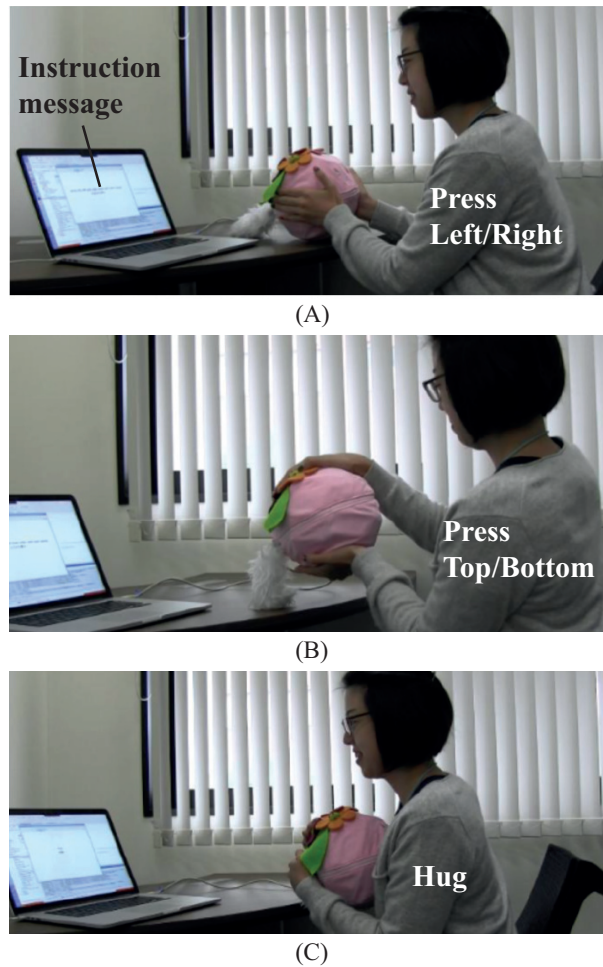 Instruction
message
Press
Left/Right
(A)
Press
Top/Bottom
(B)
Hug
(C)